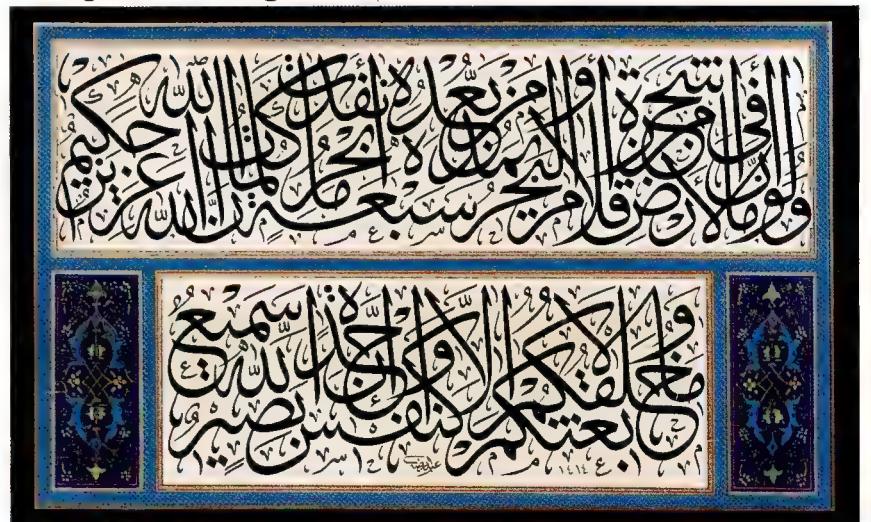 ولو أنما في الأرض من شجرة أقلام والبحر يمده من بعده سبعة أبحر ما نفدت كلمات الله إن الله عزيز حكيم
ما خلقكم ولا بعثكم إلا كنفس واحدة إن الله سميع بصير
١٤١٤